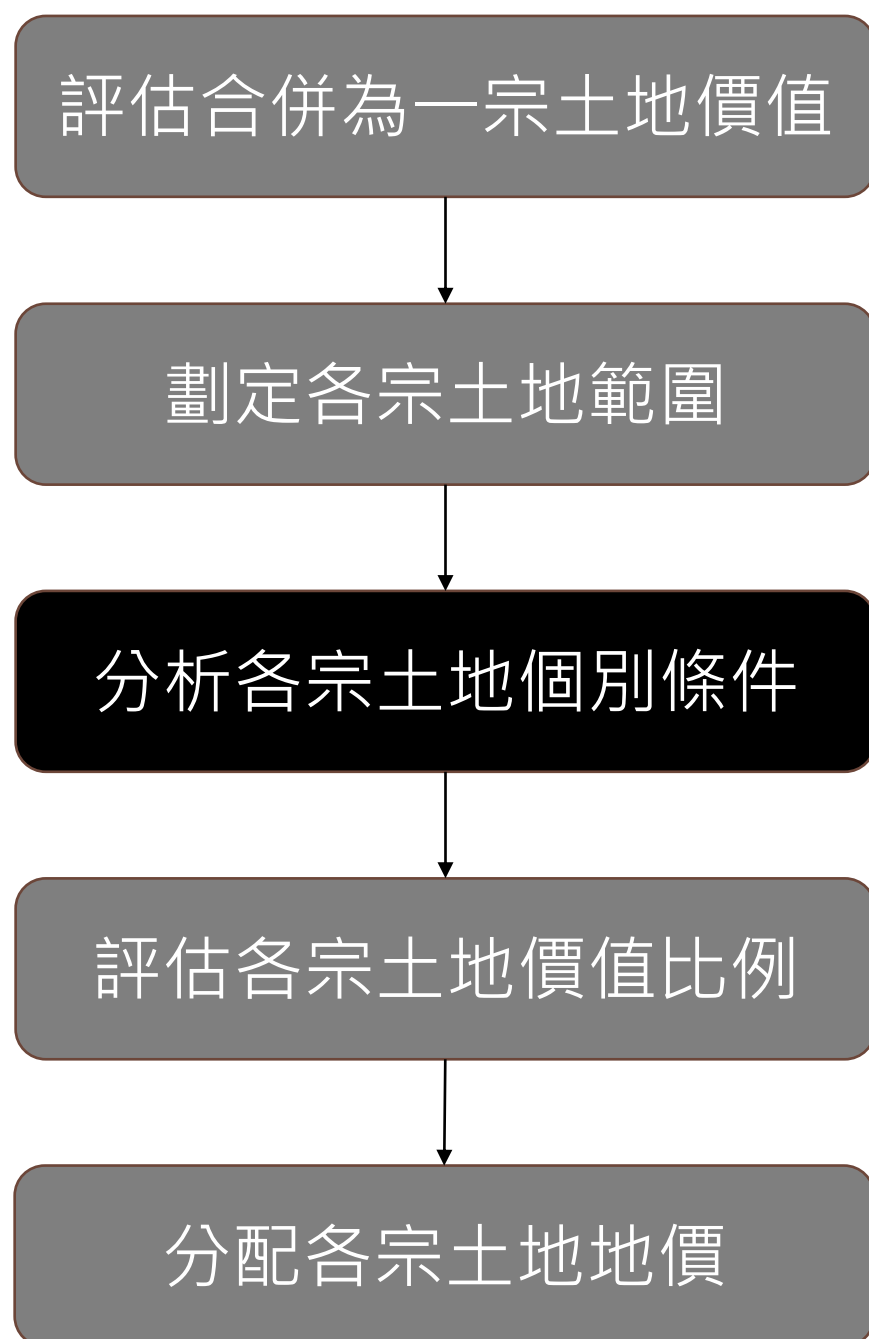 評估合併為一宗土地價值
劃定各宗土地範圍
分析各宗土地個別條件
評估各宗土地價值比例
分配各宗土地地價